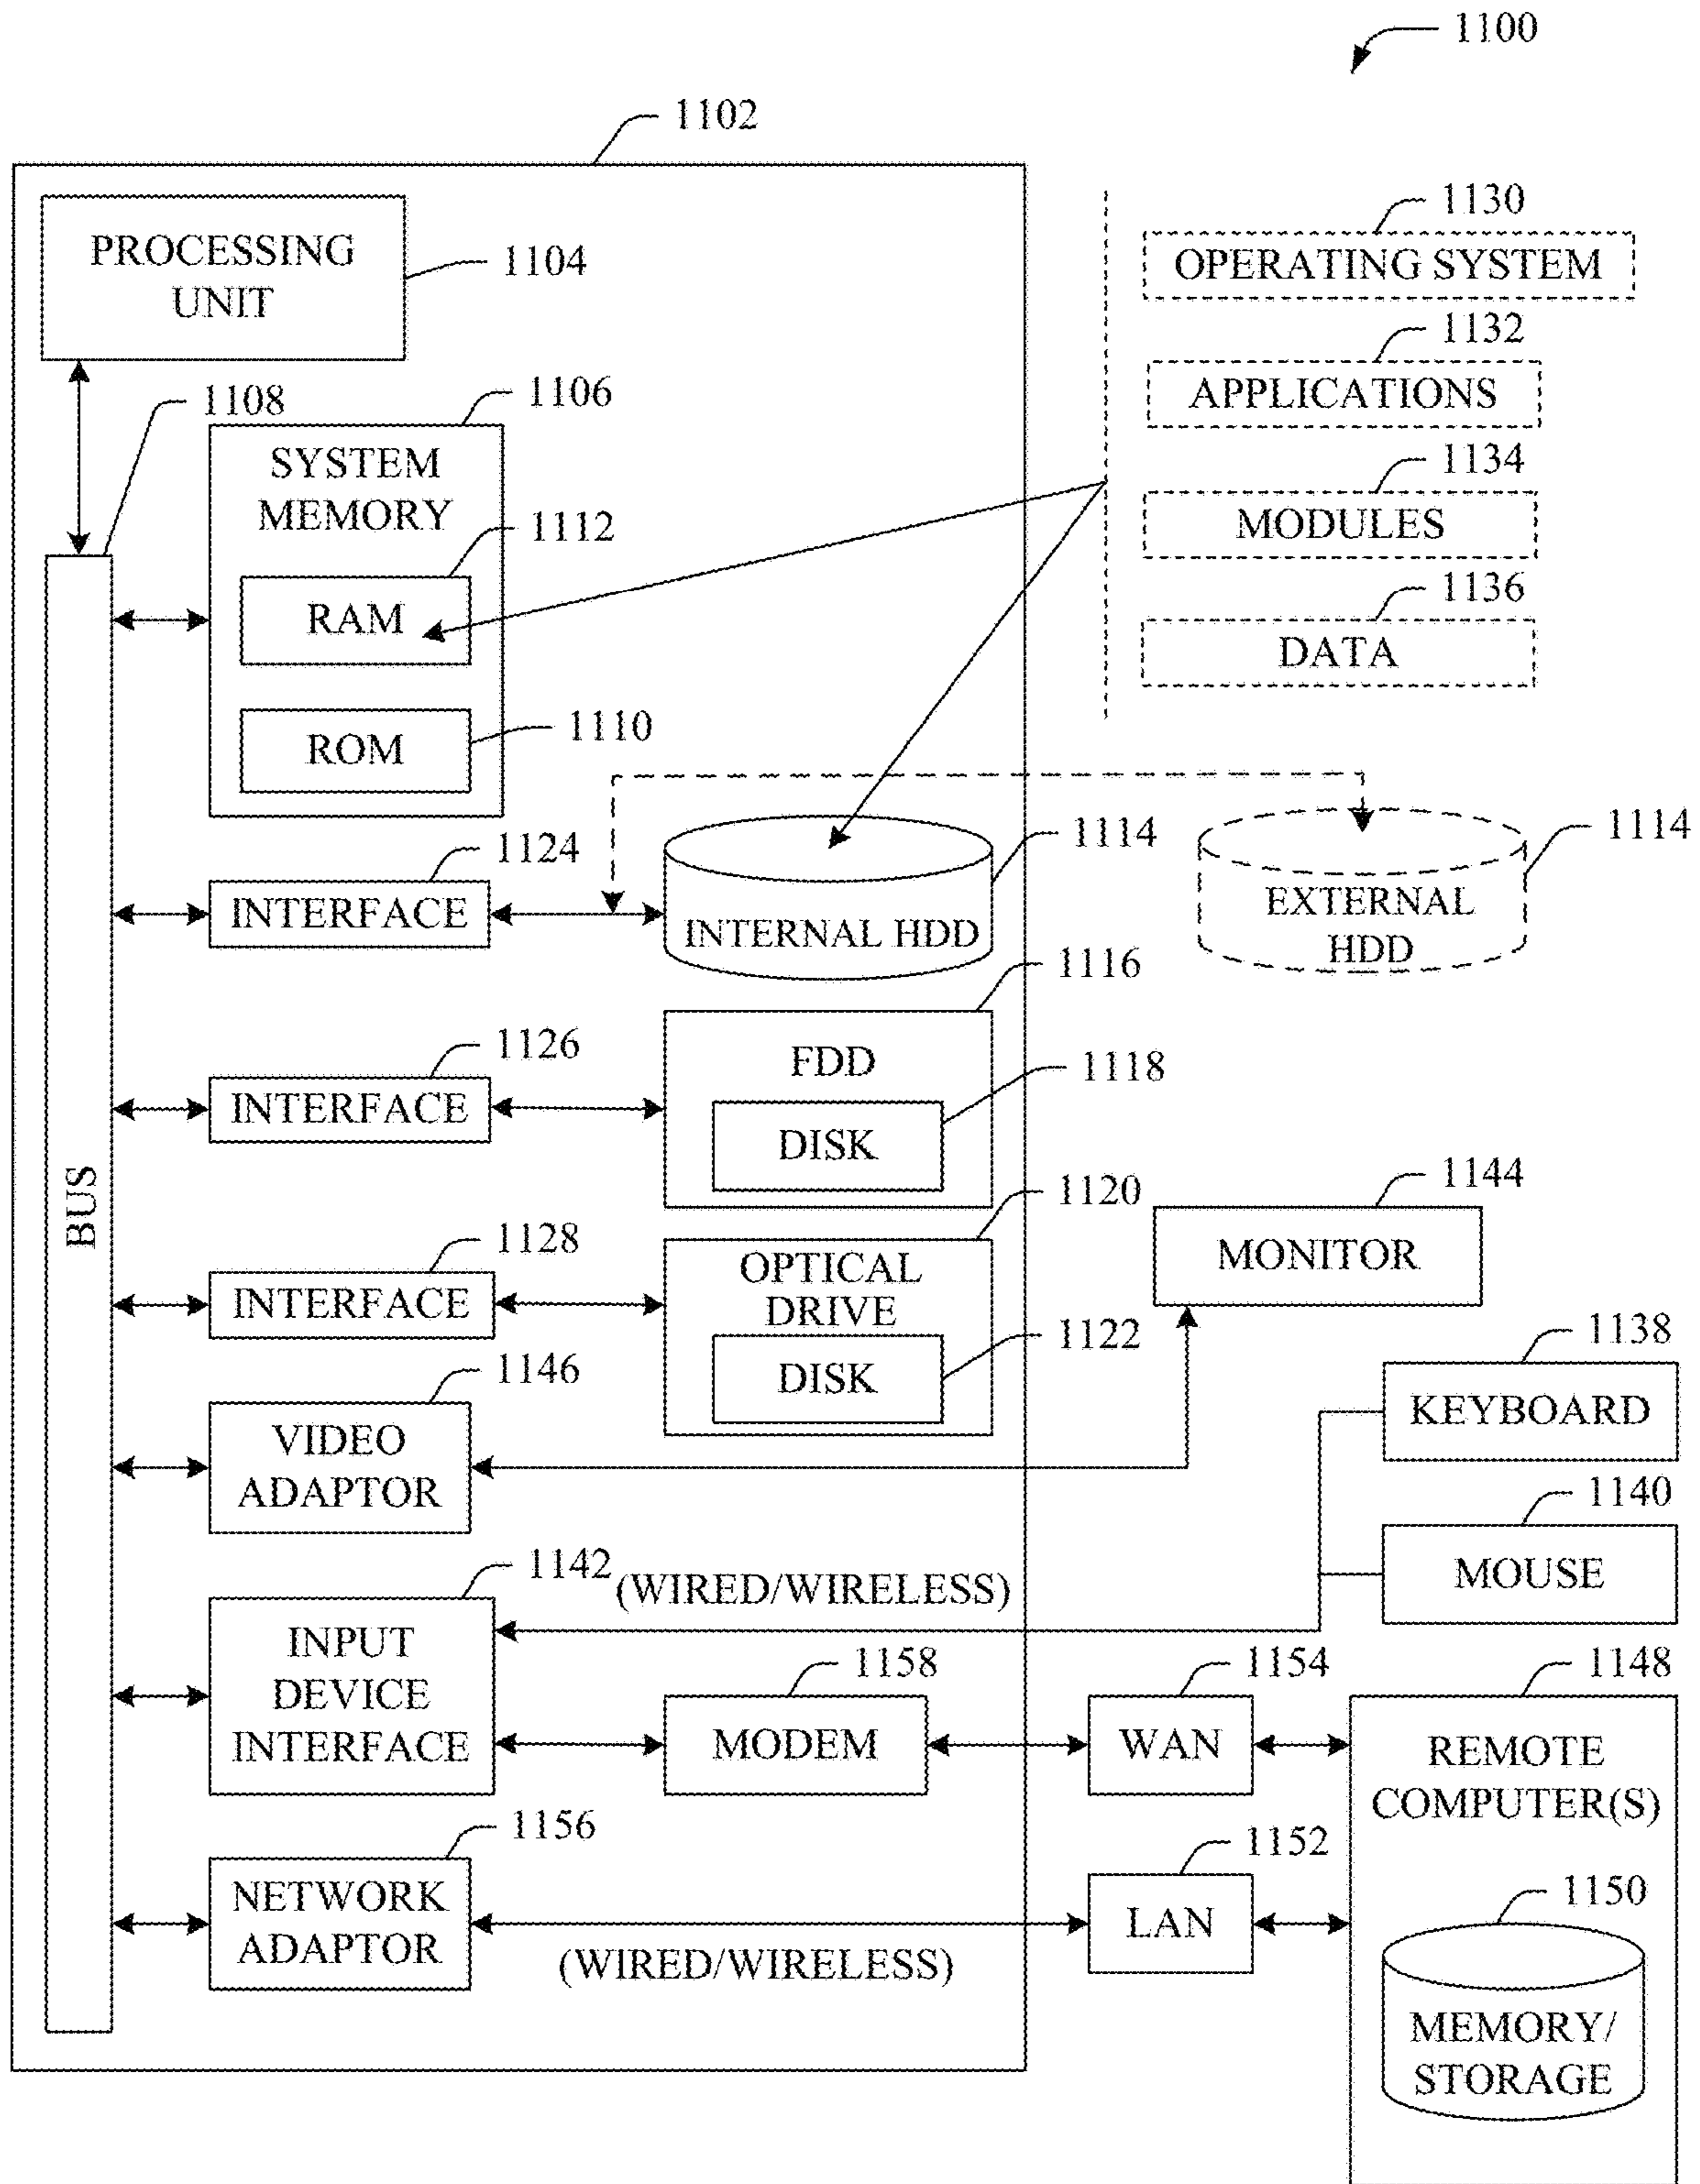 1100
1102
PROCESSING
UNIT
1104
1130
OPERATING SYSTEM
1132
APPLICATIONS
1134
MODULES
1136
DATA
1108
1106
SYSTEM
MEMORY
1112
RAM
1110
ROM
1124
INTERFACE
1114
INTERNAL HDD
1114
EXTERNAL
HDD
1126
INTERFACE
1116
FDD
1118
DISK
BUS
1128
INTERFACE
1120
OPTICAL
DRIVE
1122
DISK
1144
MONITOR
1146
VIDEO
ADAPTOR
1138
KEYBOARD
1140
MOUSE
1142
(WIRED/WIRELESS)
INPUT
DEVICE
INTERFACE
1158
MODEM
1154
WAN
1148
REMOTE
COMPUTER(S)
1156
NETWORK
ADAPTOR
(WIRED/WIRELESS)
1152
LAN
1150
MEMORY/
STORAGE